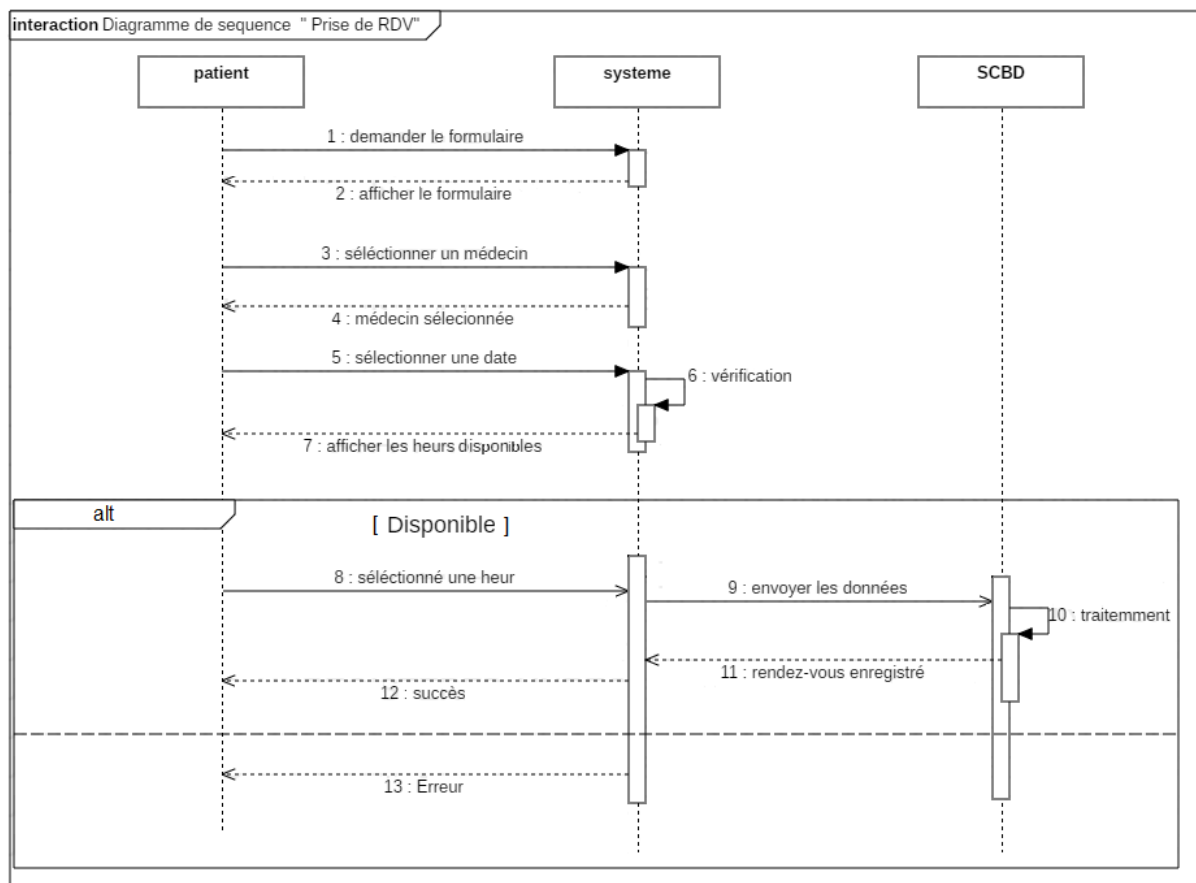 interaction Diagramme de sequence " Prise de RDV"
patient
systeme
SCBD
1 : demander le formulaire
2 : afficher le formulaire
3 : séléctionner un médecin
4 : médecin sélecionnée
5 : sélectionner une date
6 : vérification
7 : afficher les heurs disponibles
alt
[ Disponible ]
8 : séléctionné une heur
9 : envoyer les données
10 : traitemment
11 : rendez-vous enregistré
12 : succès
13 : Erreur